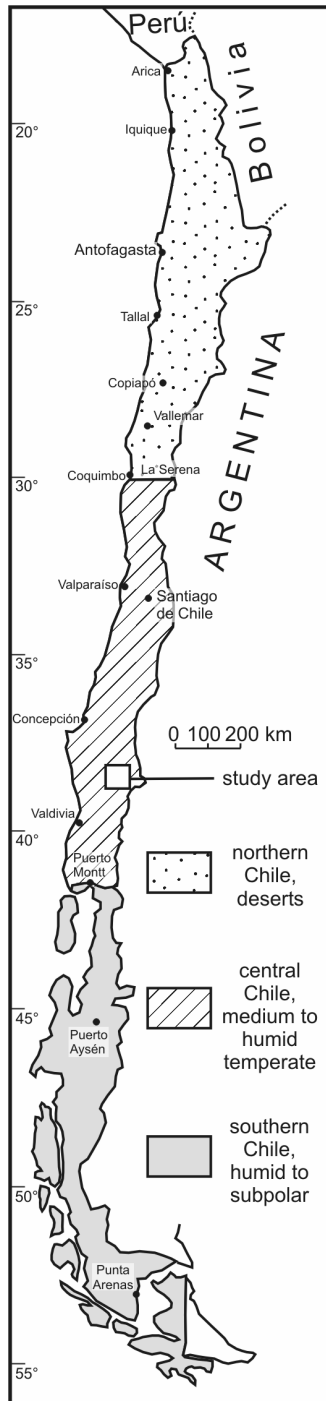 Perú
Bolivia
Arica
20°
Iquique
Antofagasta
25°
Tallal
ARGENTINA
Copiapó
Vallemar
La Serena
Coquimbo
30°
Valparaíso
Santiago
de Chile
35°
Concepción
0 100 200 km
study area
Valdivia
40°
Puerto
Montt
northern
Chile,
deserts
central
Chile,
medium to
humid
temperate
45°
Puerto
Aysén
southern
Chile,
humid to
subpolar
50°
Punta
Arenas
55°